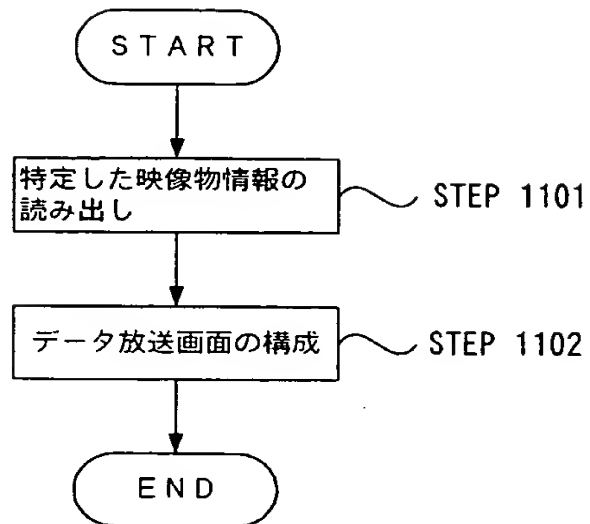 START
特定した映像物情報の
読み出し
STEP 1101
データ放送画面の構成
STEP 1102
END